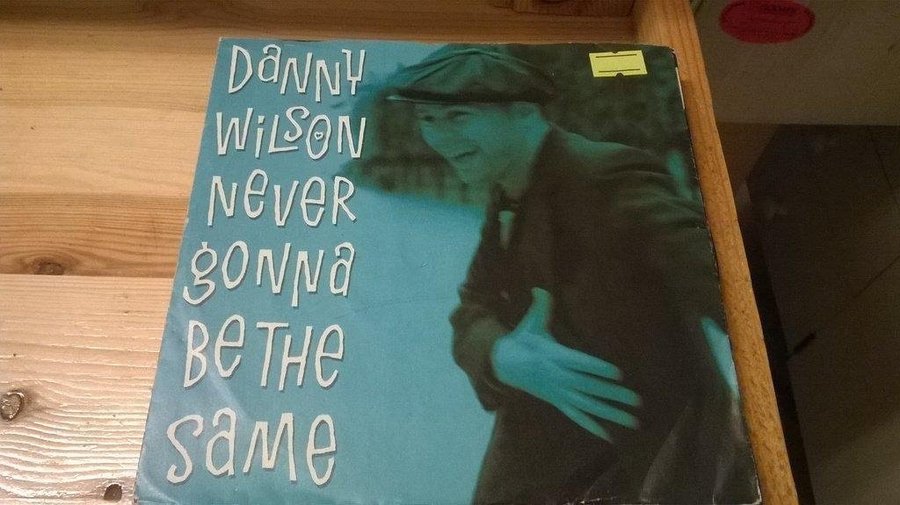 Danny
Wilson
Never
gonna
Be The
Same